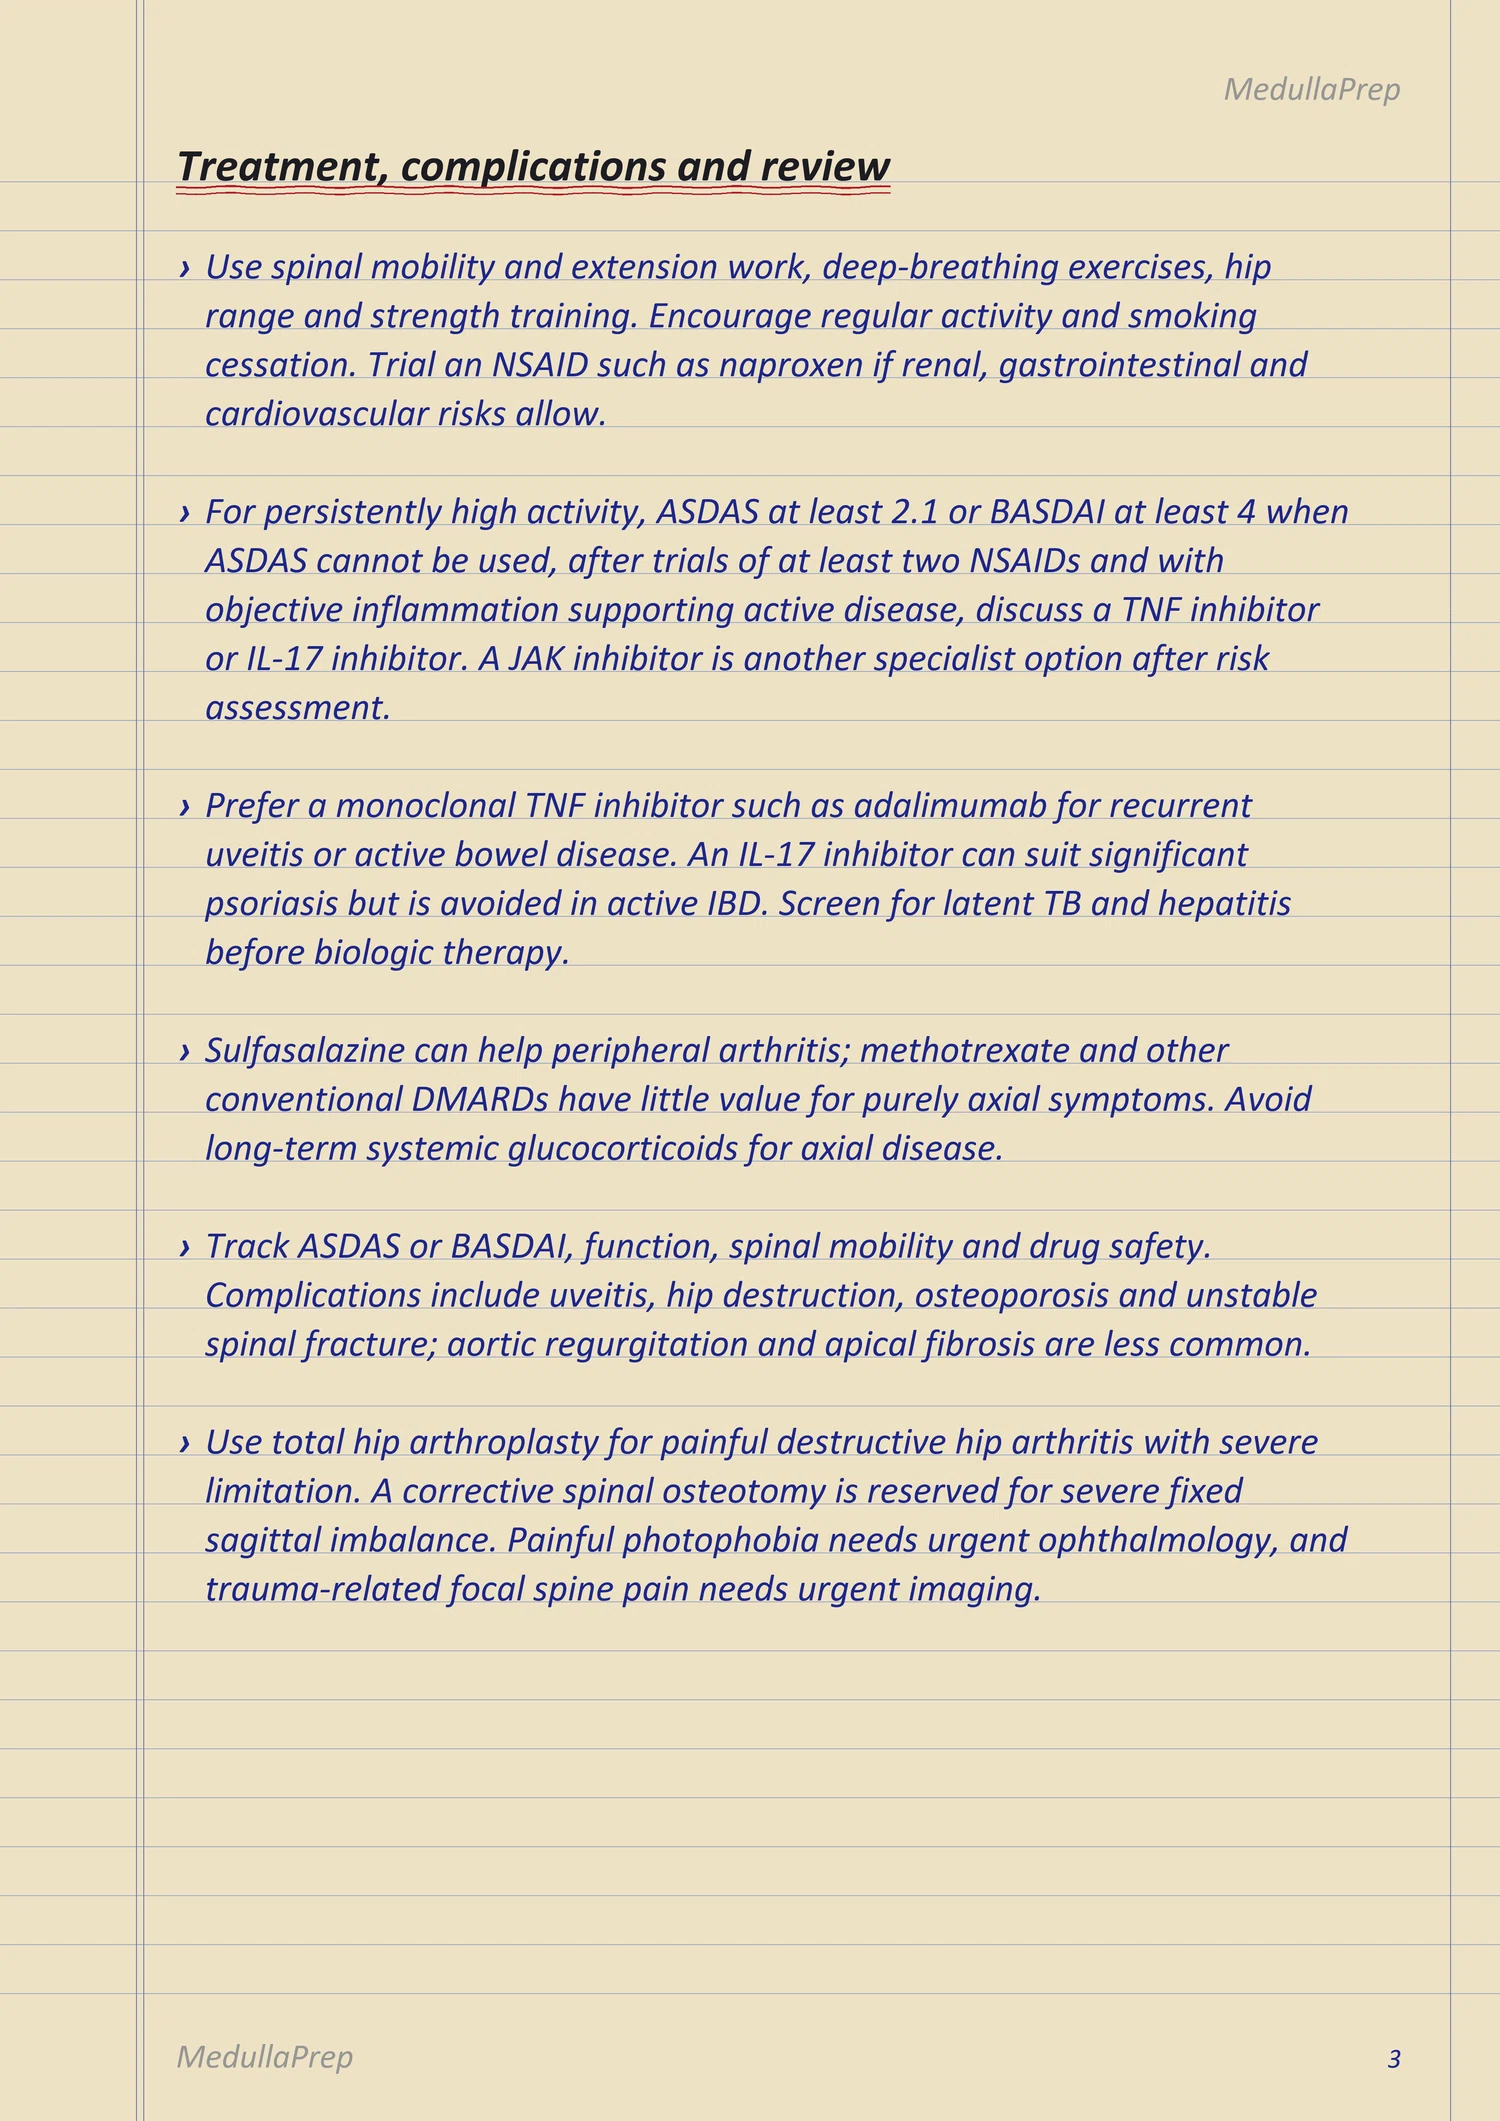 MedullaPrep
Treatment, complications and review
› Use spinal mobility and extension work, deep-breathing exercises, hip
range and strength training. Encourage regular activity and smoking
cessation. Trial an NSAID such as naproxen if renal, gastrointestinal and
cardiovascular risks allow.
› For persistently high activity, ASDAS at least 2.1 or BASDAI at least 4 when
ASDAS cannot be used, after trials of at least two NSAIDs and with
objective inflammation supporting active disease, discuss a TNF inhibitor
or IL-17 inhibitor. A JAK inhibitor is another specialist option after risk
assessment.
› Prefer a monoclonal TNF inhibitor such as adalimumab for recurrent
uveitis or active bowel disease. An IL-17 inhibitor can suit significant
psoriasis but is avoided in active IBD. Screen for latent TB and hepatitis
before biologic therapy.
› Sulfasalazine can help peripheral arthritis; methotrexate and other
conventional DMARDs have little value for purely axial symptoms. Avoid
long-term systemic glucocorticoids for axial disease.
› Track ASDAS or BASDAI, function, spinal mobility and drug safety.
Complications include uveitis, hip destruction, osteoporosis and unstable
spinal fracture; aortic regurgitation and apical fibrosis are less common.
› Use total hip arthroplasty for painful destructive hip arthritis with severe
limitation. A corrective spinal osteotomy is reserved for severe fixed
sagittal imbalance. Painful photophobia needs urgent ophthalmology, and
trauma-related focal spine pain needs urgent imaging.
MedullaPrep
3